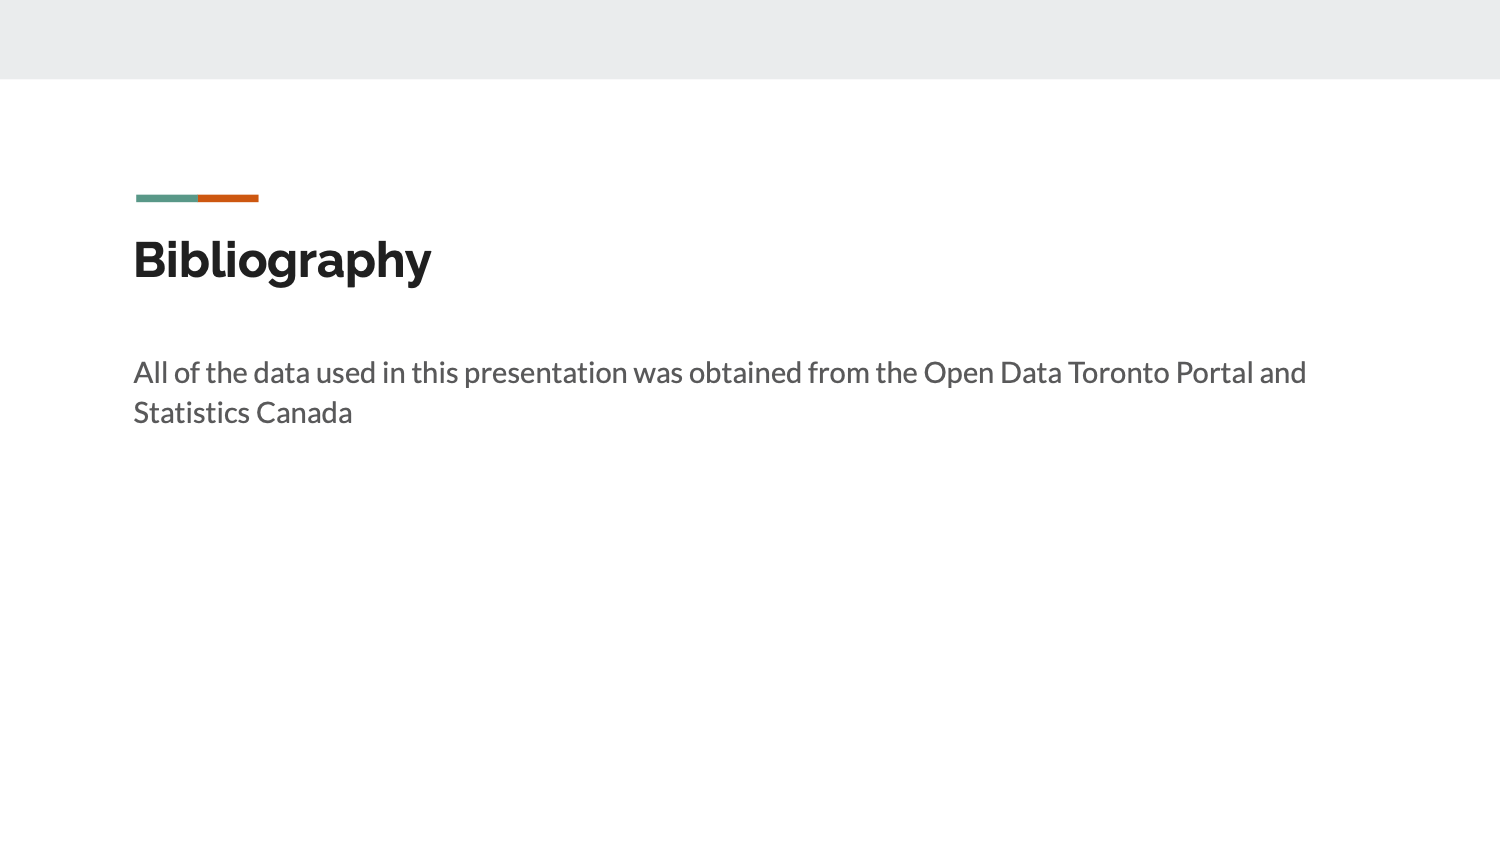 Bibliography
All of the data used in this presentation was obtained from the Open Data Toronto Portal and
Statistics Canada